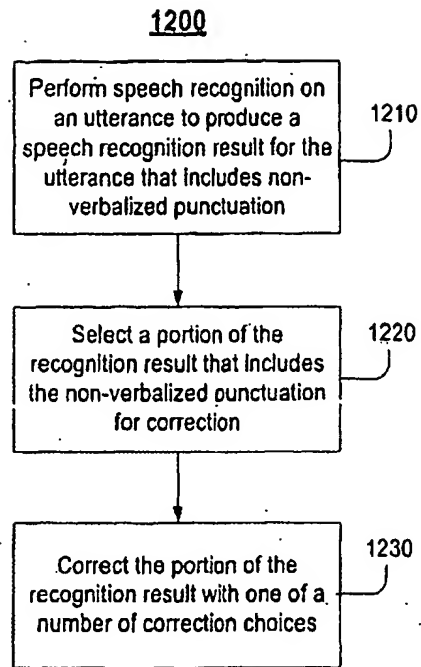 1200
Perform speech recognition on
an utterance to produce a
speech recognition result for the
utterance that includes non-
verbalized punctuation
1210
Select a portion of the
recognition result that includes
the non-verbalized punctuation
for correction
1220
Correct the portion of the
recognition result with one of a
number of correction choices
1230